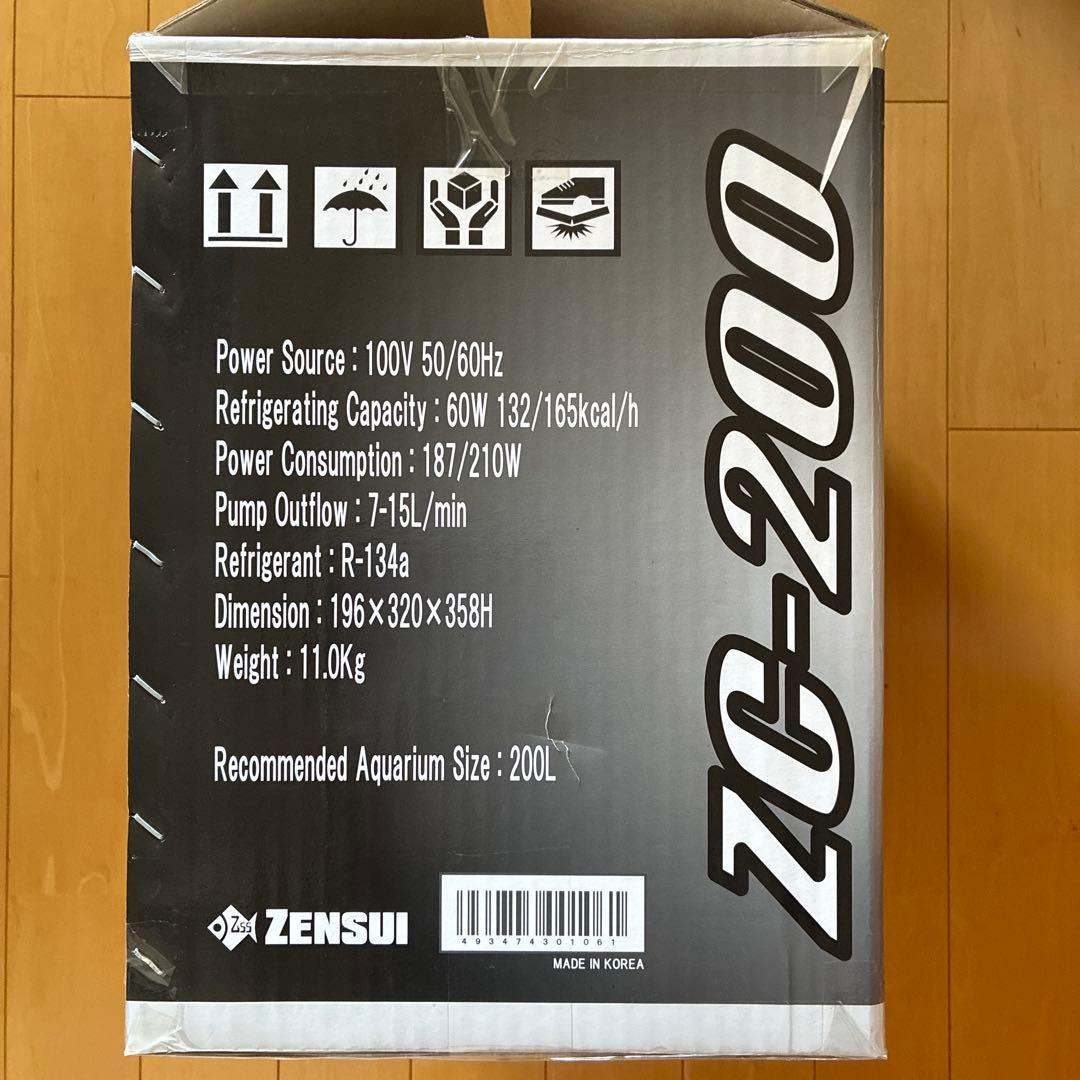 ZC-200
Power Source : 100V 50/60Hz
Refrigerating Capacity : 60W 132/165kcal/h
Power Consumption : 187/210W
Pump Outflow : 7-15L/min
Refrigerant : R-134a
Dimension : 196×320×358H
Weight : 11.0Kg
Recommended Aquarium Size : 200L
Zss ZENSUI
493474301061
MADE IN KOREA